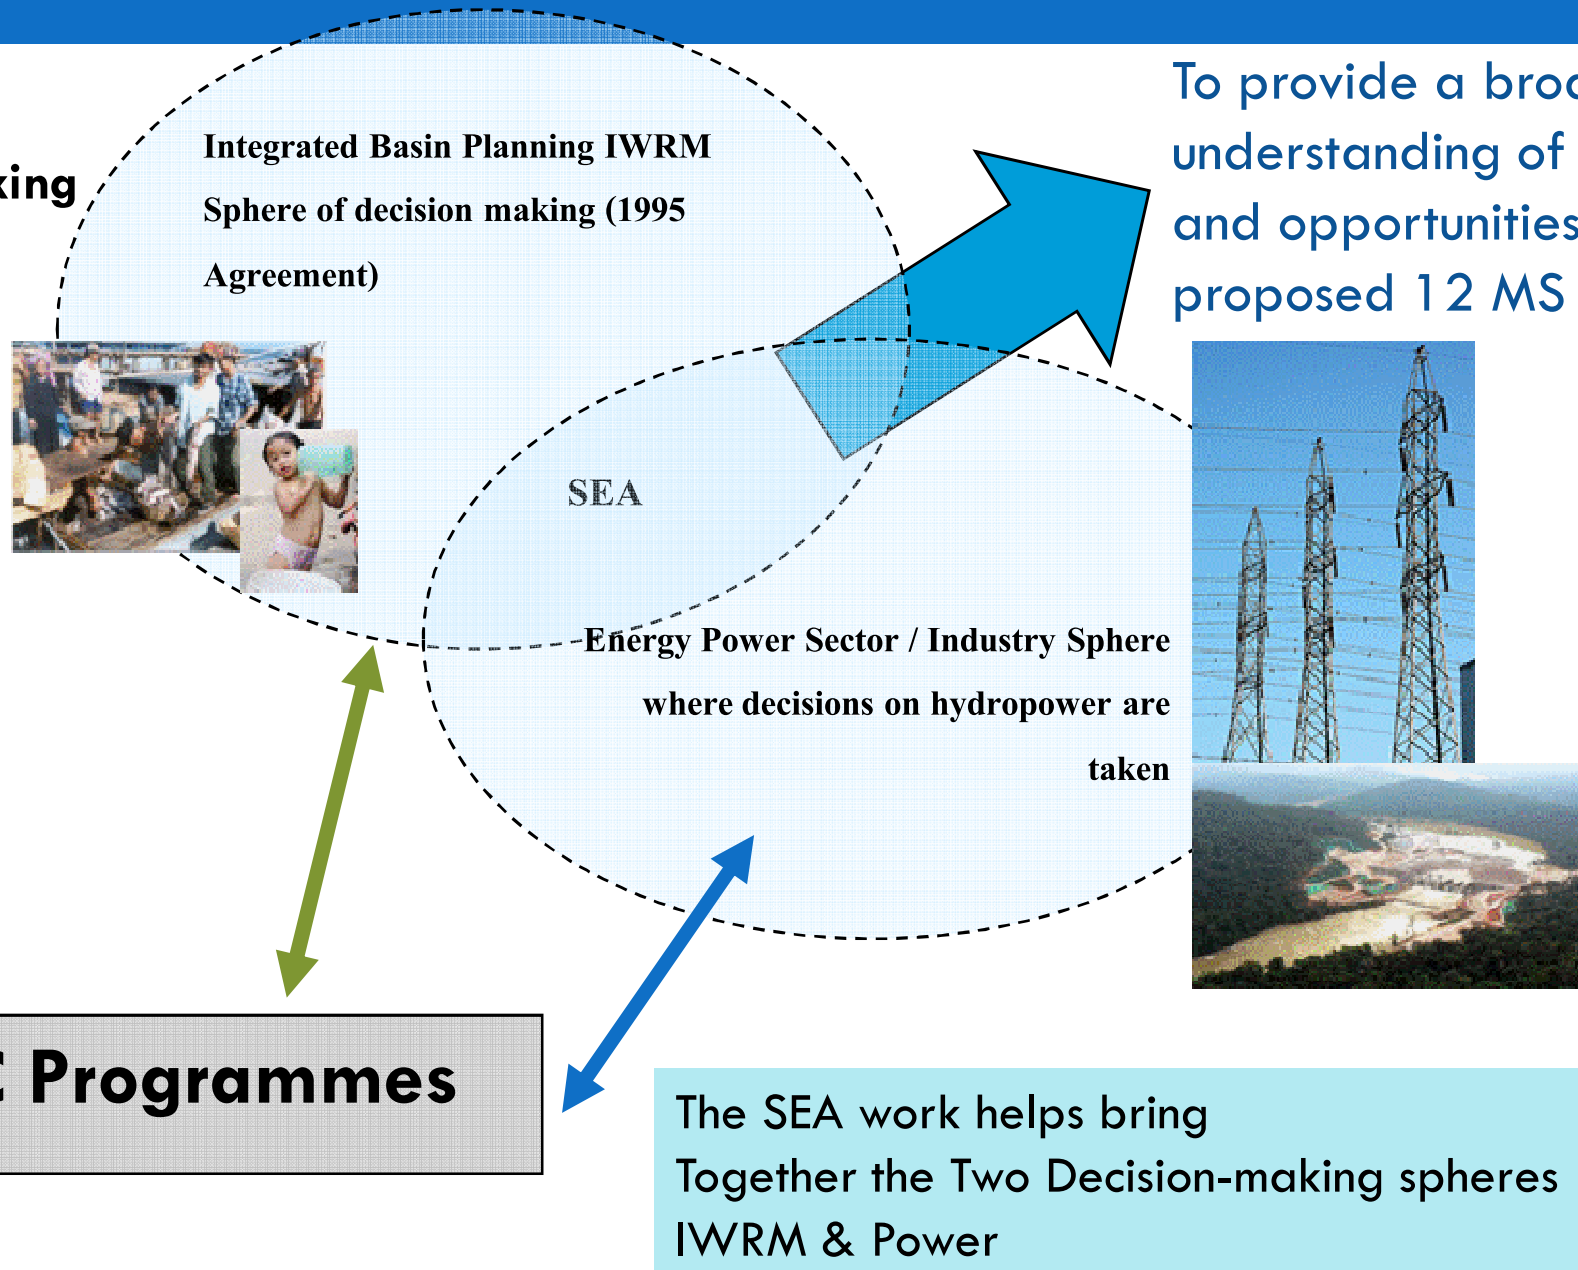 To provide a
understanding of
and opportunities
proposed 12 MS
Integrated Basin Planning IWRM
Sphere of decision making (1995
Agreement)
SEA
Energy Power Sector / Industry Sphere
where decisions on hydropower are
taken
Programmes
The SEA work helps bring
Together the Two Decision-making spheres
IWRM & Power